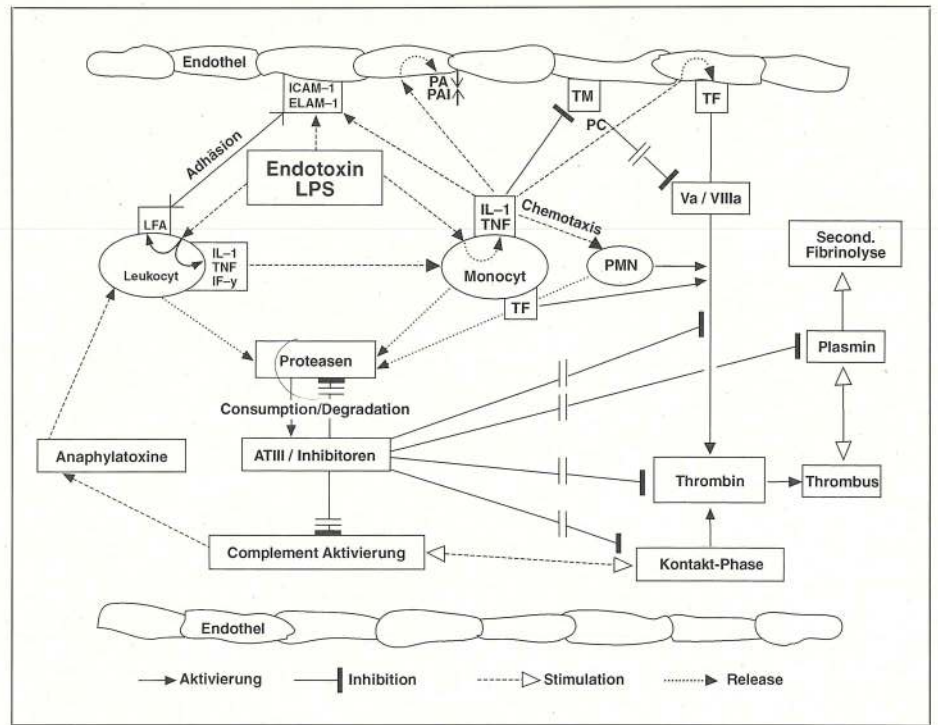 Endothel
ICAM–1
ELAM–1
PA
PAI
TM
TF
PC
Adhäsion
Endotoxin
LPS
Va / VIIIa
LFA
IL–1
TNF
Chemotaxis
Second.
Fibrinolyse
Leukocyt
IL–1
TNF
IF–y
Monocyt
PMN
TF
Proteasen
Plasmin
Consumption/Degradation
Anaphylatoxine
ATIII / Inhibitoren
Thrombin
Thrombus
Complement Aktivierung
Kontakt-Phase
Endothel
Aktivierung
Inhibition
Stimulation
Release